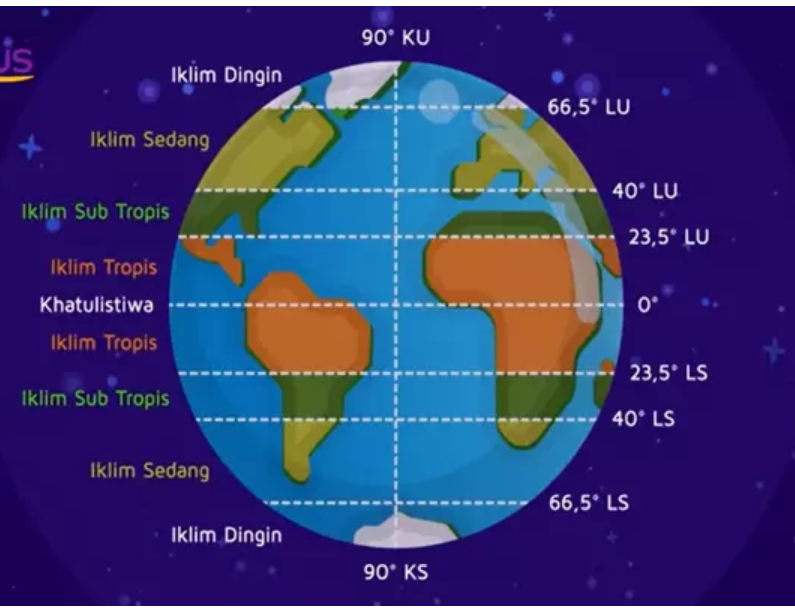 US
90° KU
Iklim Dingin
66,5° LU
Iklim Sedang
40° LU
Iklim Sub Tropis
23,5° LU
Iklim Tropis
Khatulistiwa
0°
Iklim Tropis
23,5° LS
Iklim Sub Tropis
40° LS
Iklim Sedang
66,5° LS
Iklim Dingin
90° KS